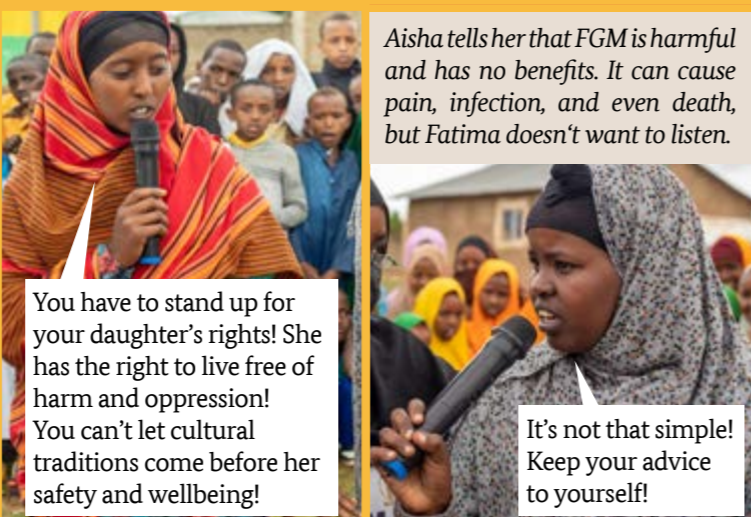 You have to stand up for
your daughter’s rights! She
has the right to live free of
harm and oppression!
You can’t let cultural
traditions come before her
safety and wellbeing!
Aisha tells her that FGM is harmful
and has no benefits. It can cause
pain, infection, and even death,
but Fatima doesn‘t want to listen.
It’s not that simple!
Keep your advice
to yourself!